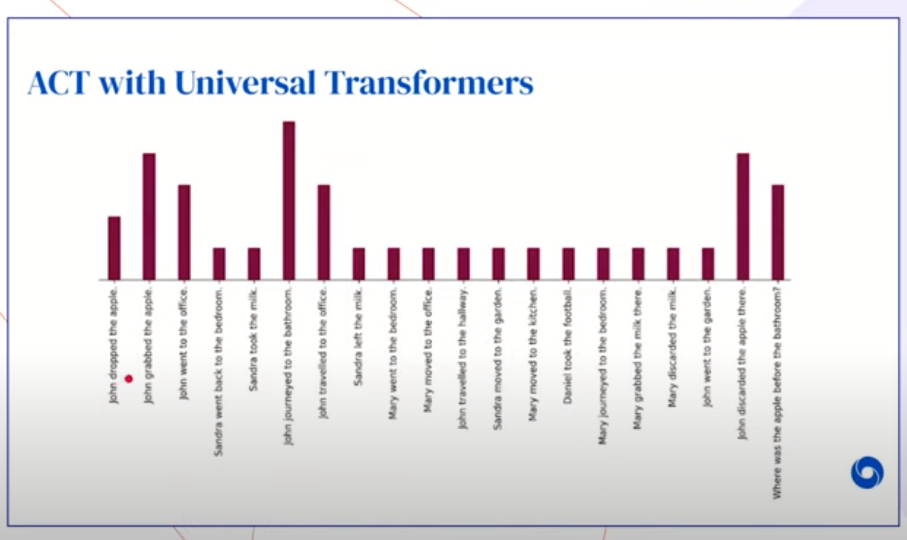 ACT with Universal Transformers
John dropped the apple.
John grabbed the apple.
John went to the office.
Sandra went back to the bedroom.
Sandra took the milk.
John journeyed to the bathroom.
John travelled to the office.
Sandra left the milk.
Mary went to the bedroom.
Mary moved to the office.
John travelled to the hallway.
Sandra moved to the garden.
Mary moved to the kitchen.
Daniel took the football.
Mary journeyed to the bedroom.
Mary grabbed the milk there.
Mary discarded the milk.
John went to the garden.
John discarded the apple there.
Where was the apple before the bathroom?